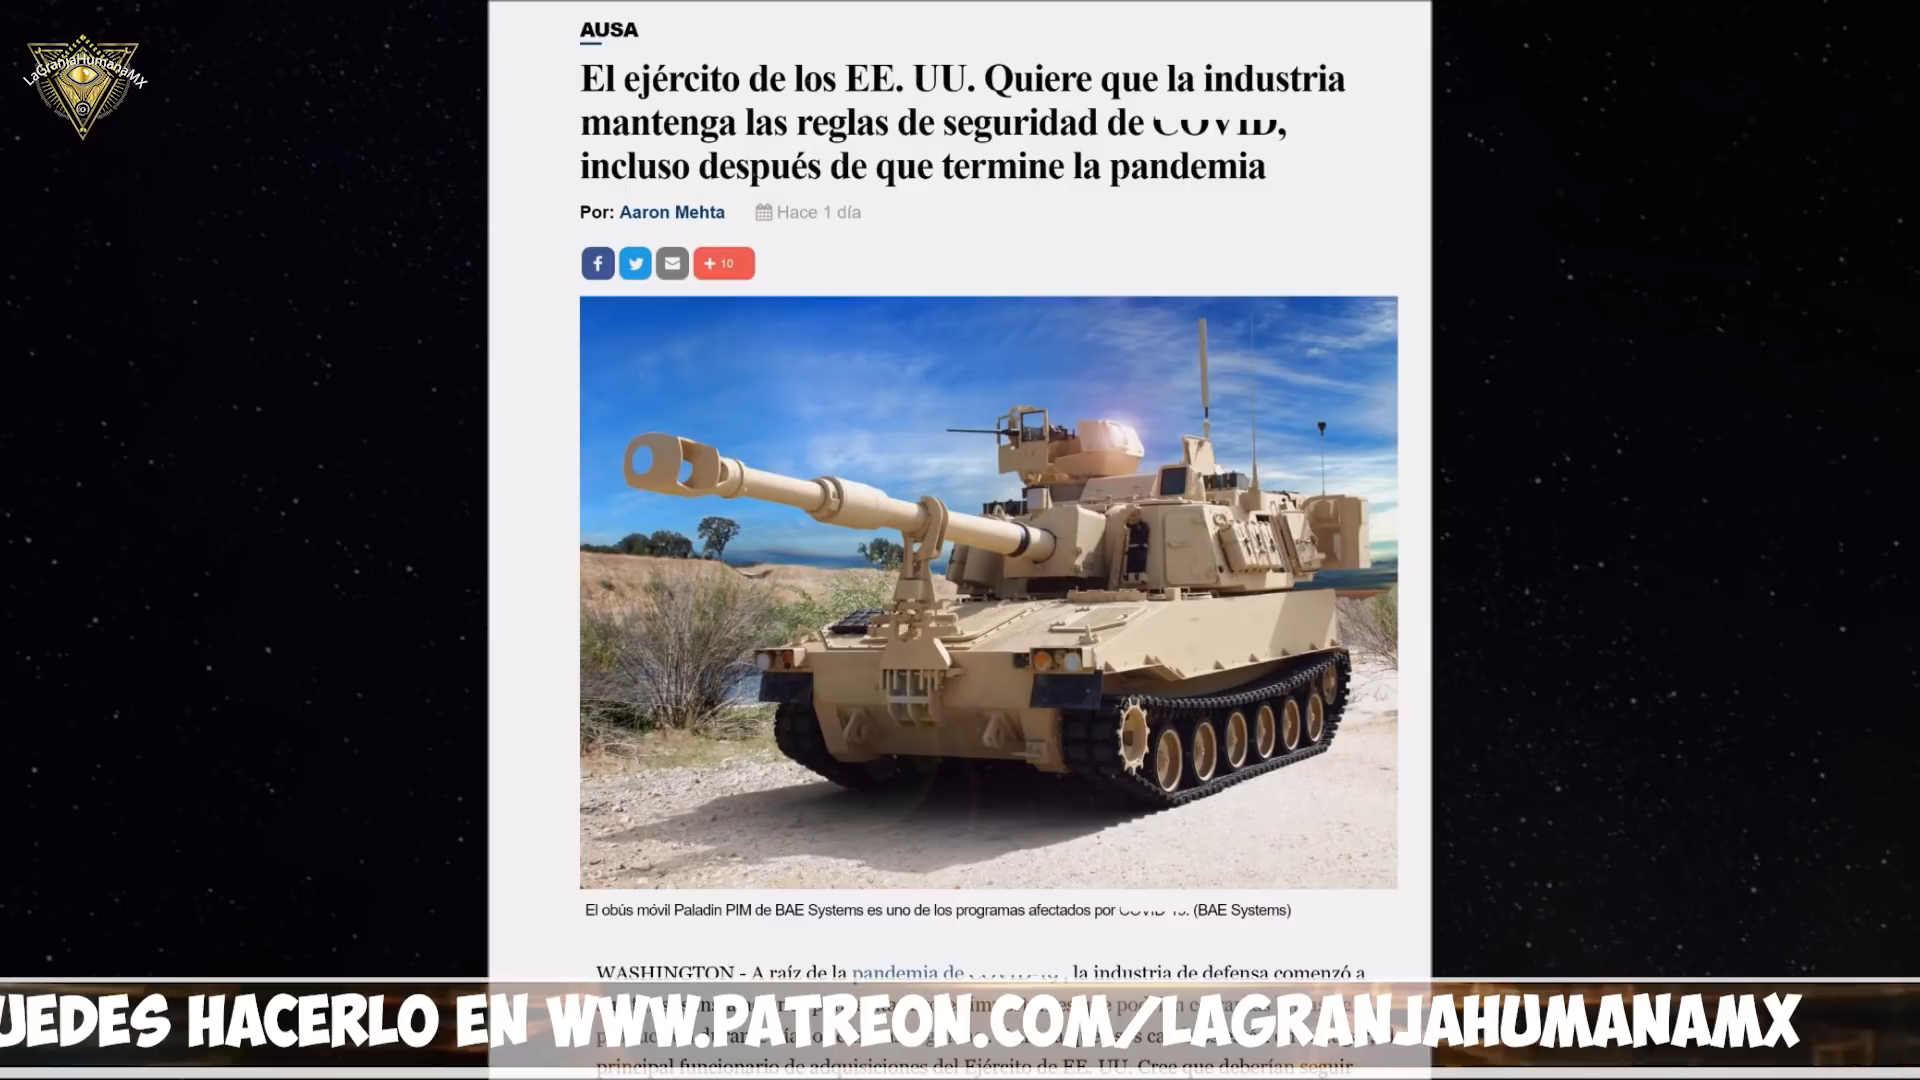 LaGranjaHumanaMX
AUSA
El ejército de los EE. UU. Quiere que la industria
mantenga las reglas de seguridad de COVID,
incluso después de que termine la pandemia
Por: Aaron Mehta Hace 1 día
+ 10
El obús móvil Paladin PIM de BAE Systems es uno de los programas afectados por (BAE Systems)
WASHINGTON - A raíz de la pandemia de , la industria de defensa comenzó a
UEDES HACERLO EN WWW.PATREON.COM/LAGRANJAHUMANAMX
principal funcionario de adquisiciones del Ejército de EE. UU. Cree que deberían seguir